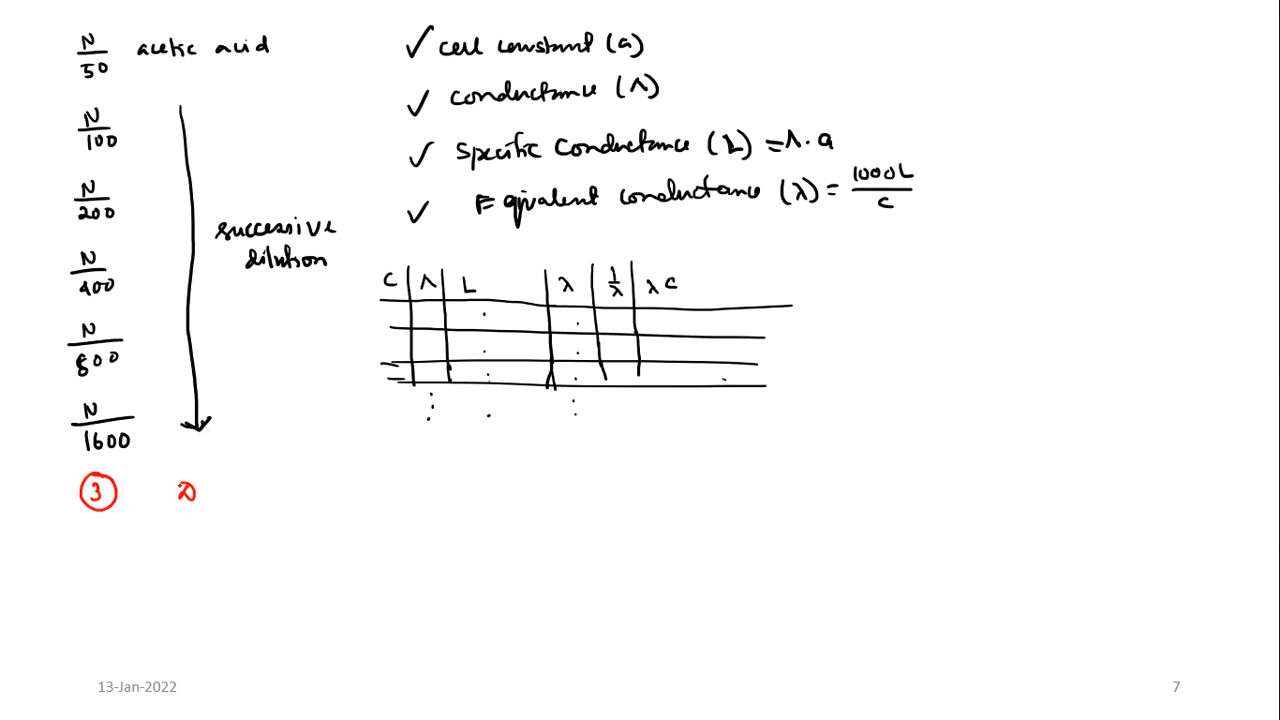 N/50 acetic acid
N/100
N/200
N/400
N/800
N/1600
successive
dilution
③ D
✓ cell constant (a)
✓ conductance (Λ)
✓ Specific Conductance (L) = Λ. a
✓ Equivalent conductance (λ) = 1000L/C
C | Λ | L | λ | 1/λ | λ C
13-Jan-2022
7